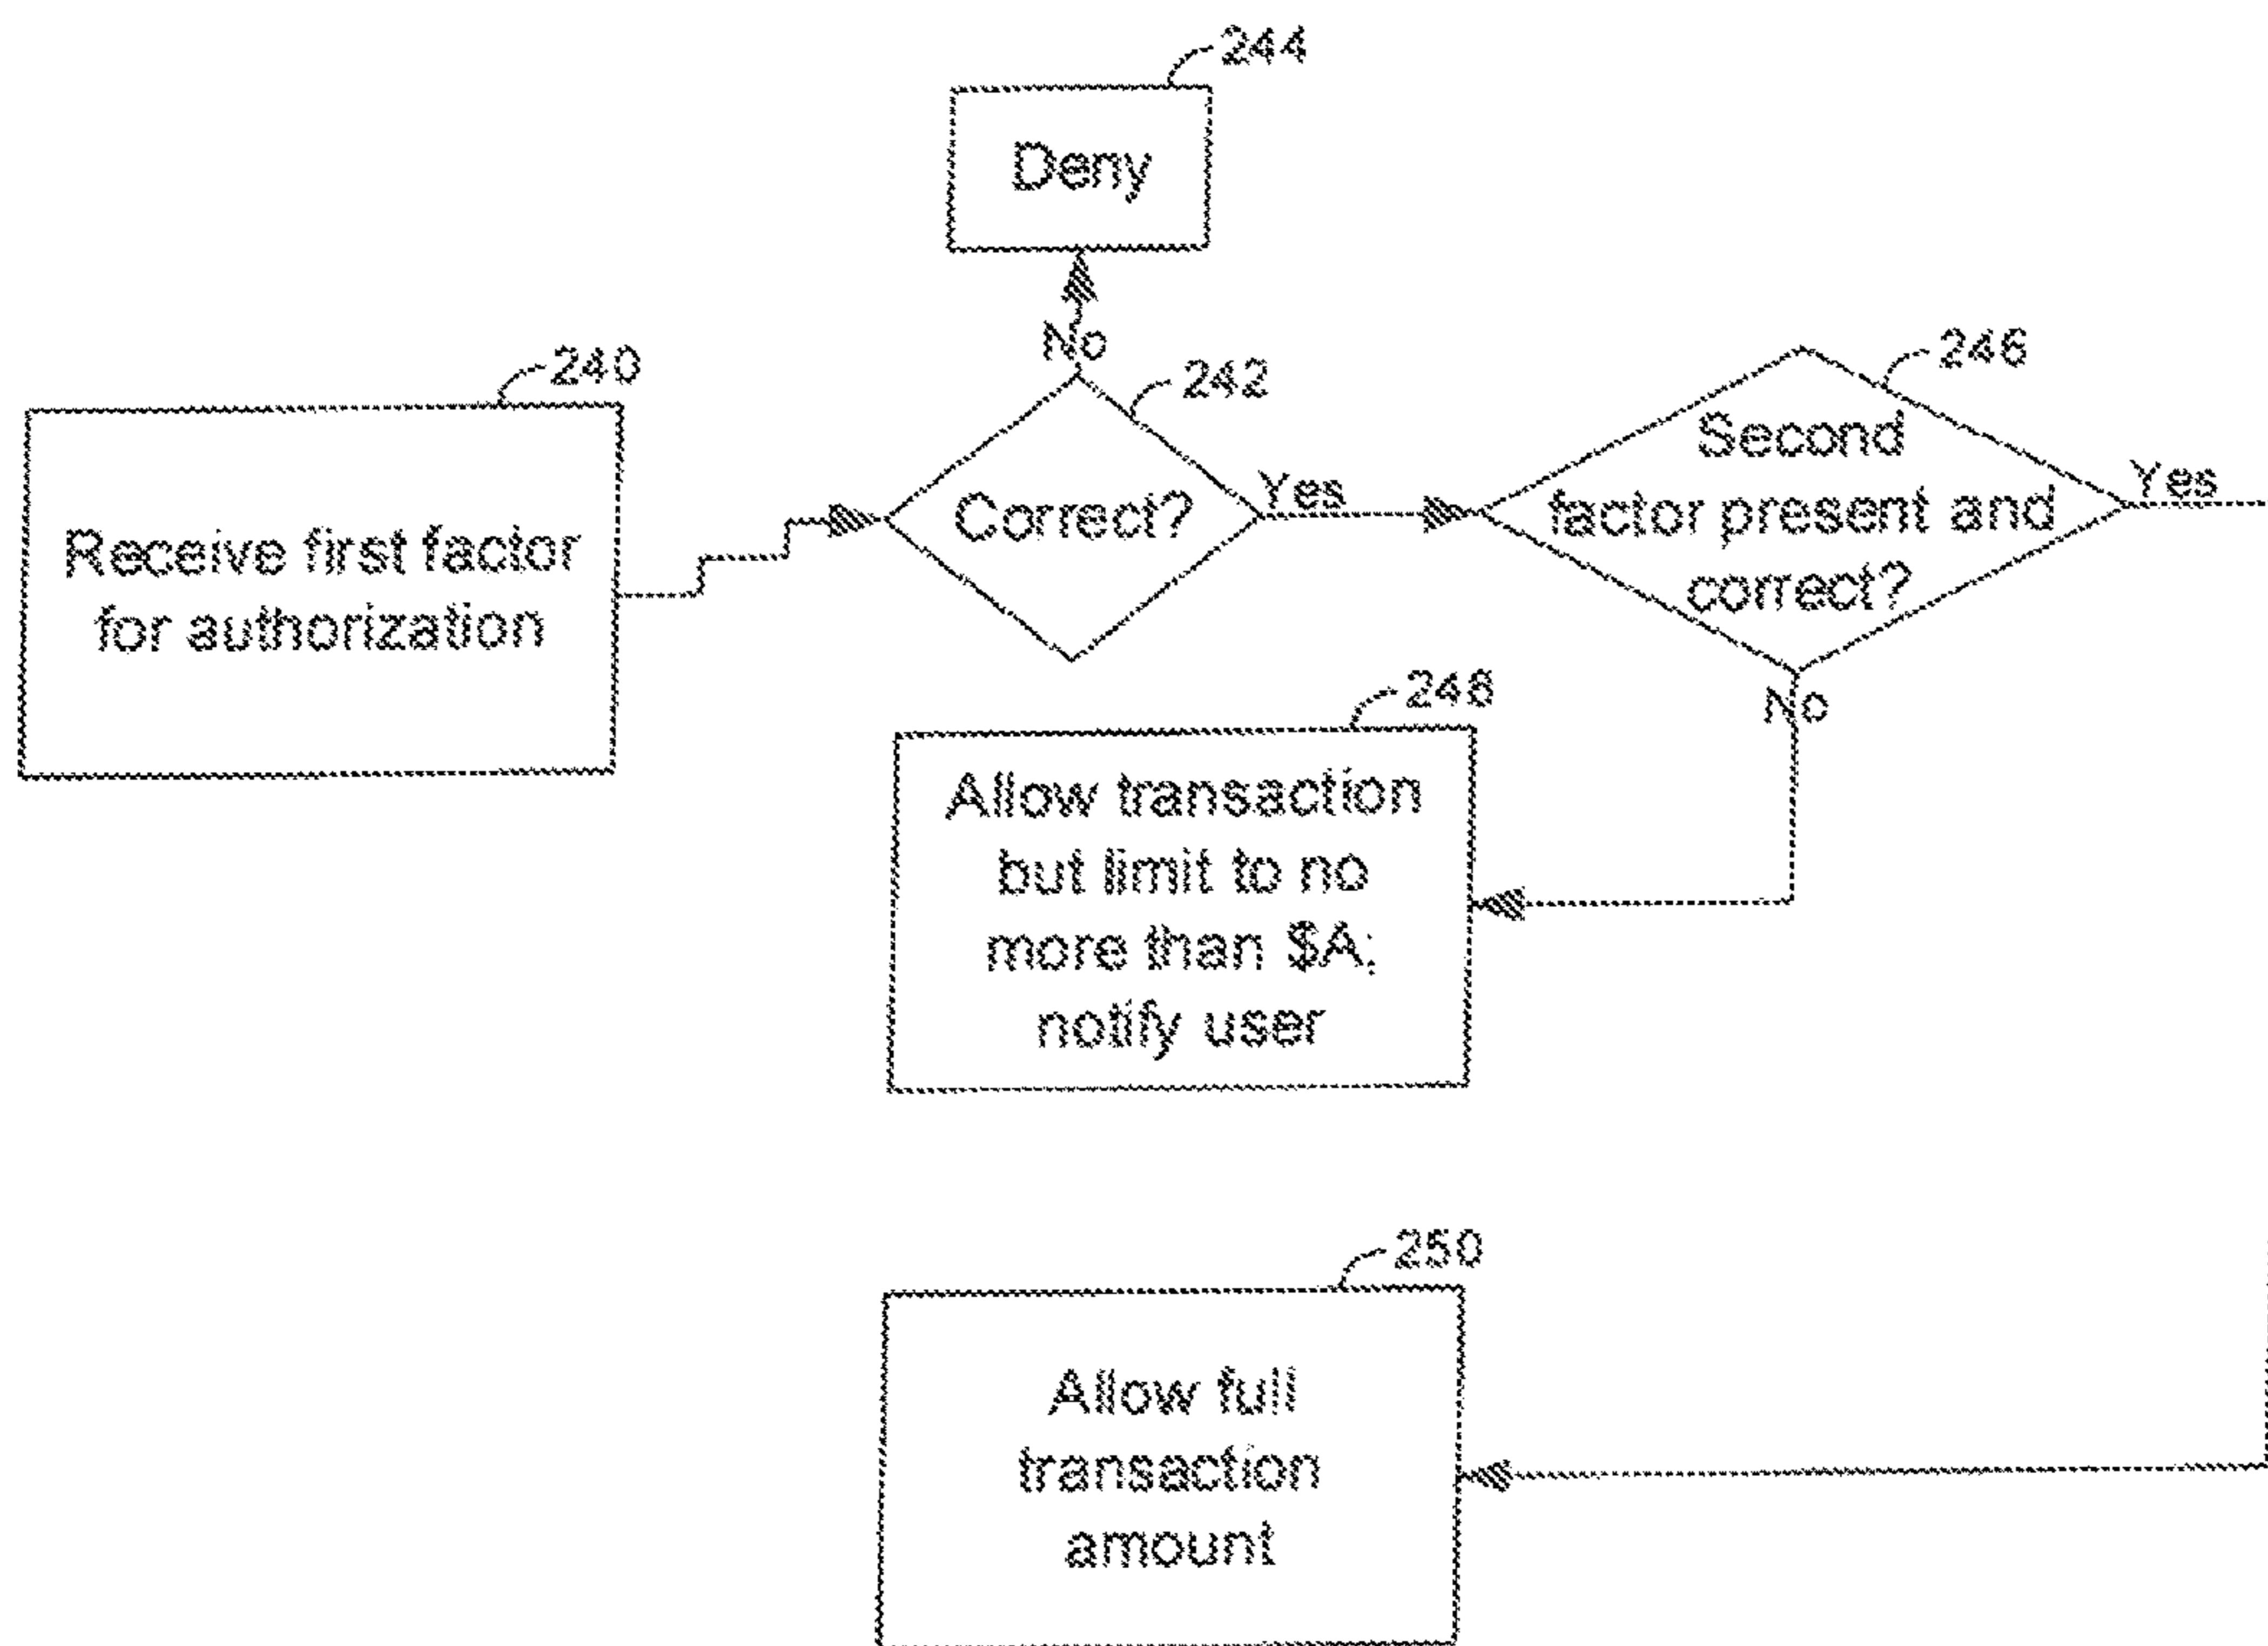 244
Deny
No
240
242
246
Receive first factor
for authorization
Correct?
Yes
Second
factor present and
correct?
Yes
No
248
Allow transaction
but limit to no
more than $A;
notify user
250
Allow full
transaction
amount